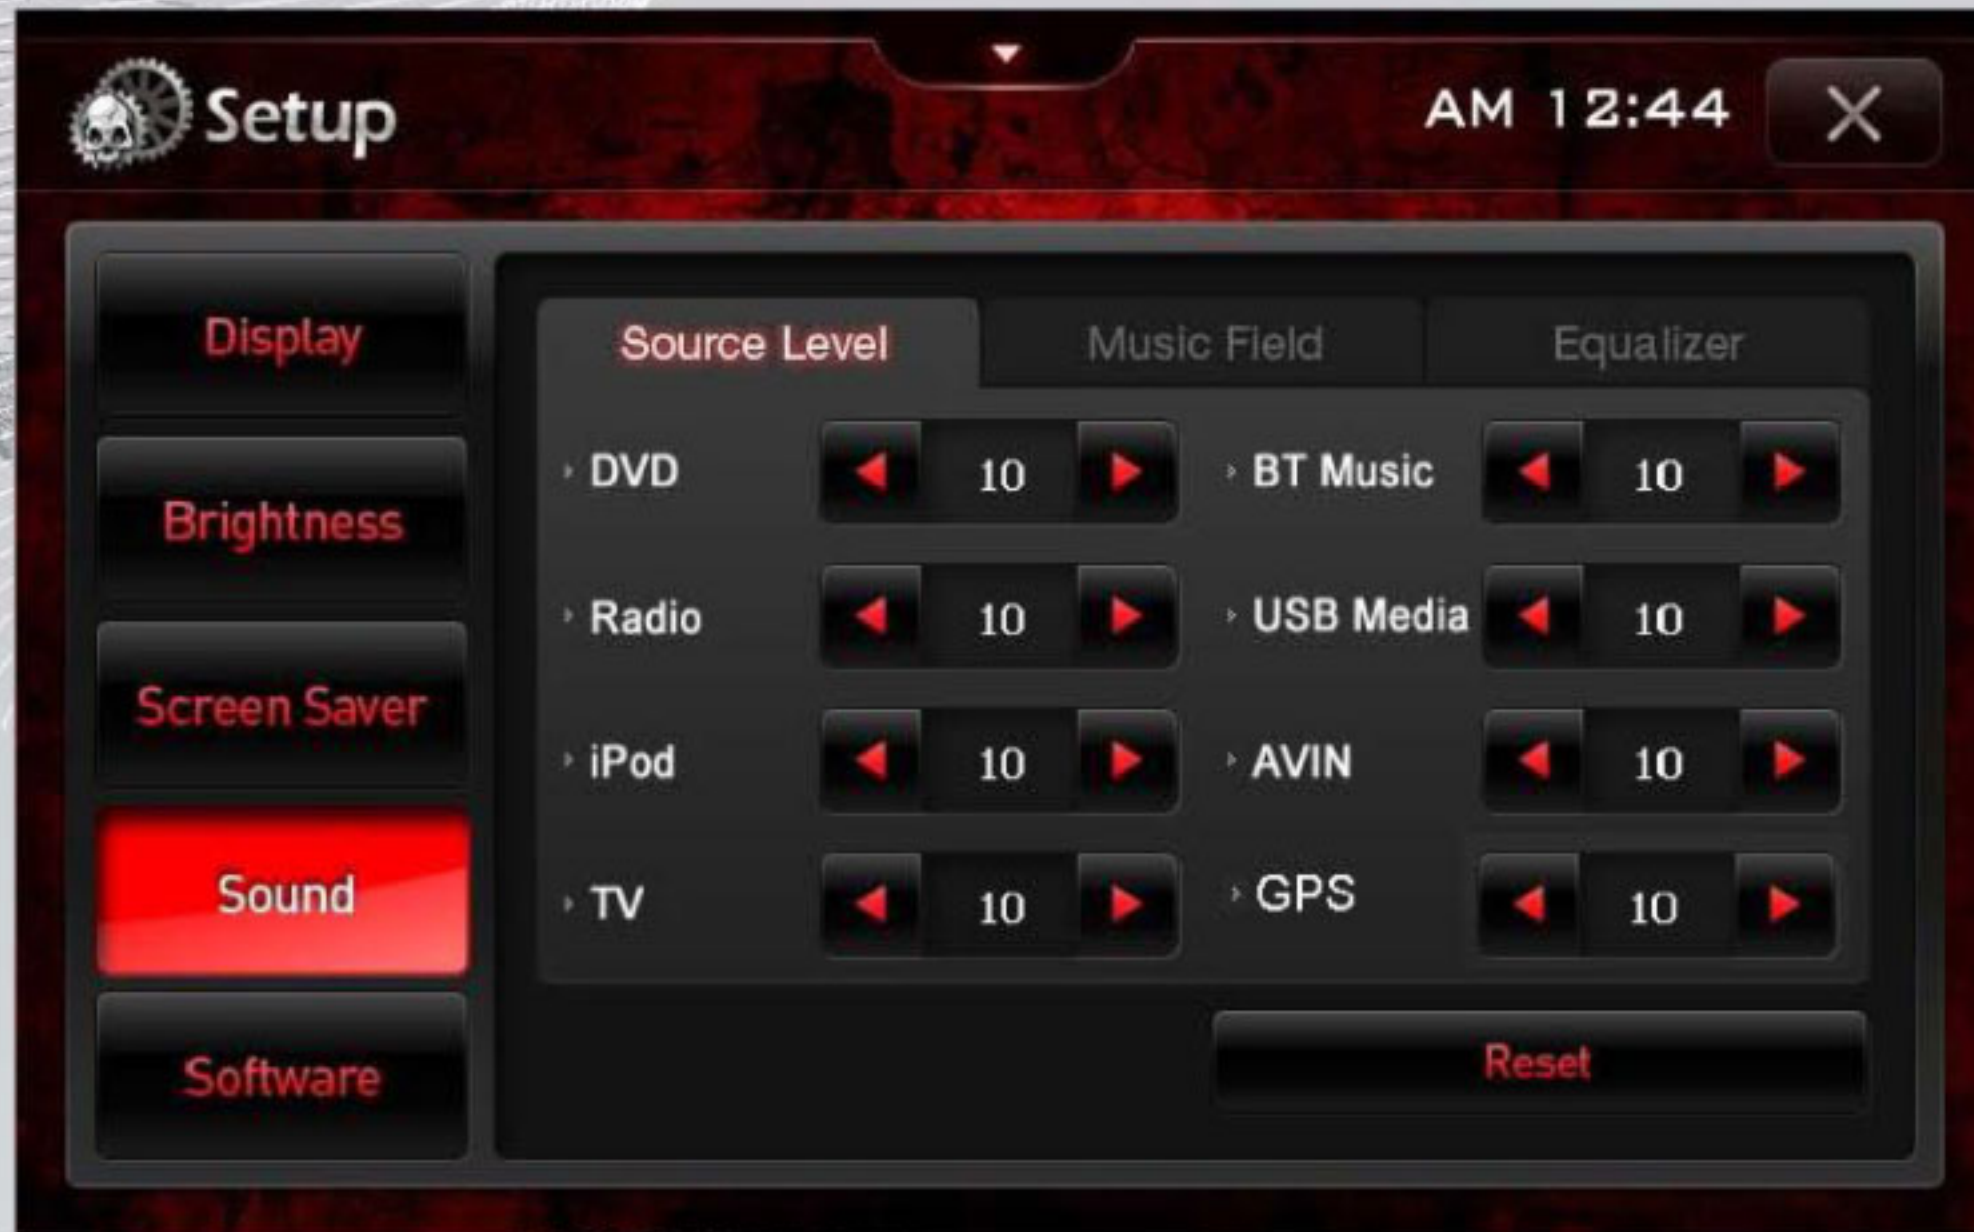 Setup
AM 12:44
Display
Brightness
Screen Saver
Sound
Software
Source Level
Music Field
Equalizer
DVD 10
BT Music 10
Radio 10
USB Media 10
iPod 10
AVIN 10
TV 10
GPS 10
Reset